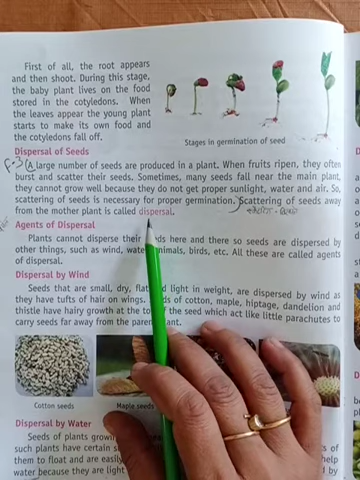 First of all, the root appears
and then shoot. During this stage,
the baby plant lives on the food
stored in the cotyledons. When
the leaves appear the young plant
starts to make its own food and
the cotyledons fall off.
Stages in germination of seed
Dispersal of Seeds
A large number of seeds are produced in a plant. When fruits ripen, they often
burst and scatter their seeds. Sometimes, many seeds fall near the main plant,
they cannot grow well because they do not get proper sunlight, water and air. So,
scattering of seeds is necessary for proper germination. Scattering of seeds away
from the mother plant is called dispersal.
Agents of Dispersal
Plants cannot disperse their seeds here and there so seeds are dispersed by
other things, such as wind, water, animals, birds, etc. All these are called agents
of dispersal.
Dispersal by Wind
Seeds that are small, dry, flat and light in weight, are dispersed by wind as
they have tufts of hair on wings. Seeds of cotton, maple, hiptage, dandelion and
thistle have hairy growth at the top of the seed which act like little parachutes to
carry seeds far away from the parent plant.
Cotton seeds
Maple seeds
Dispersal by Water
Seeds of plants
such plants have certain
them to float and are easily
help
water because they are light
by